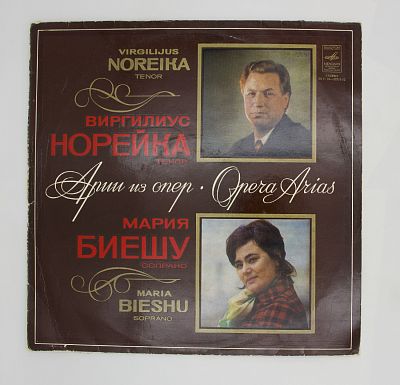 VIRGILIJUS
NOREIKA
TENOR
ВИРГИЛИУС
НОРЕЙКА
ТЕНОР
Арии из опер · Opera Arias
МАРИЯ
БИЕШУ
СОПРАНО
MARIA
BIESHU
SOPRANO